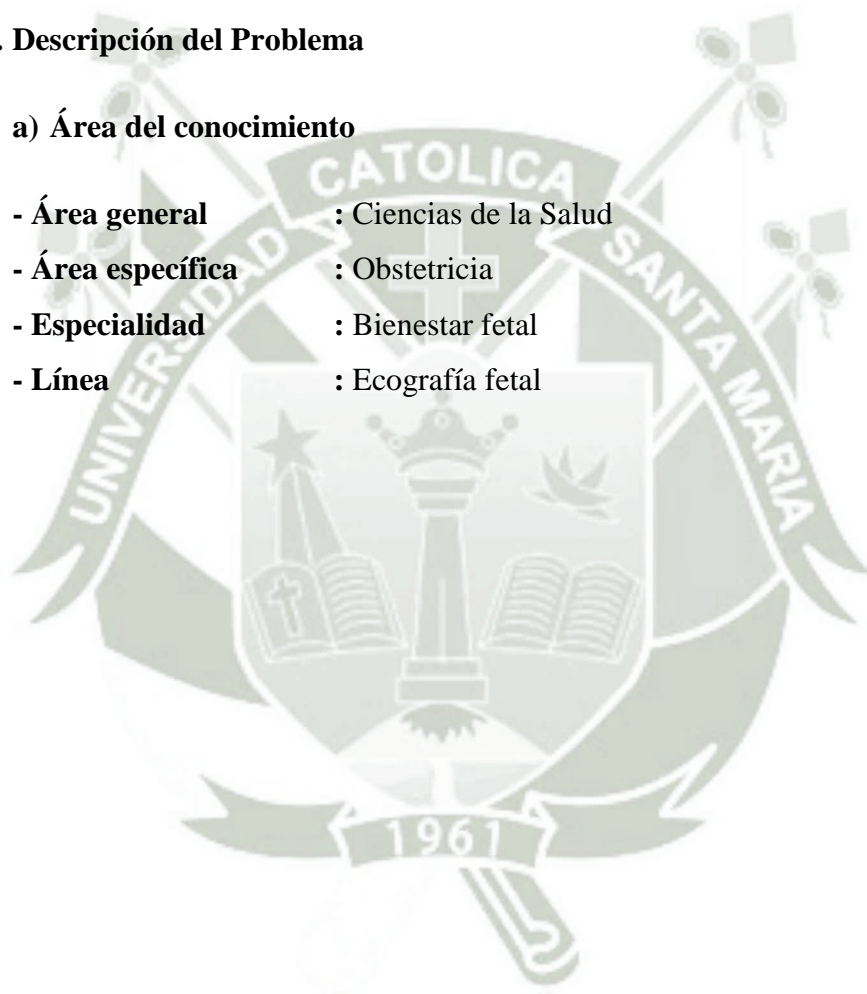 . Descripción del Problema
a) Área del conocimiento
- Área general : Ciencias de la Salud
- Área específica : Obstetricia
- Especialidad : Bienestar fetal
- Línea : Ecografía fetal
UNIVERSIDAD CATOLICA SANTA MARIA
1961